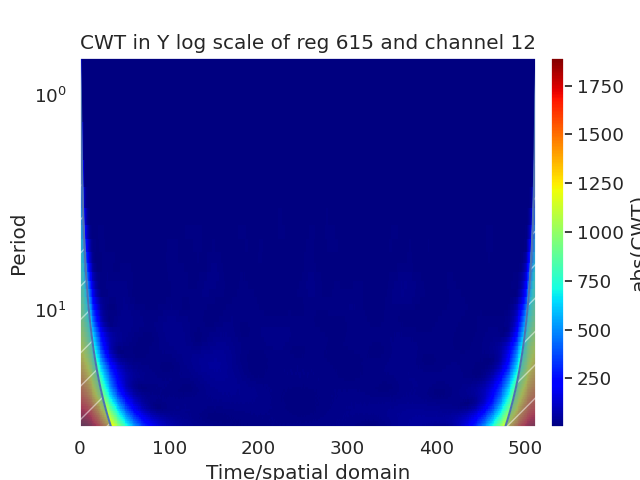 CWT in Y log scale of reg 615 and channel 12
10⁰
10¹
Period
0 100 200 300 400 500
Time/spatial domain
1750
1500
1250
1000
750
500
250
abs(CWT)